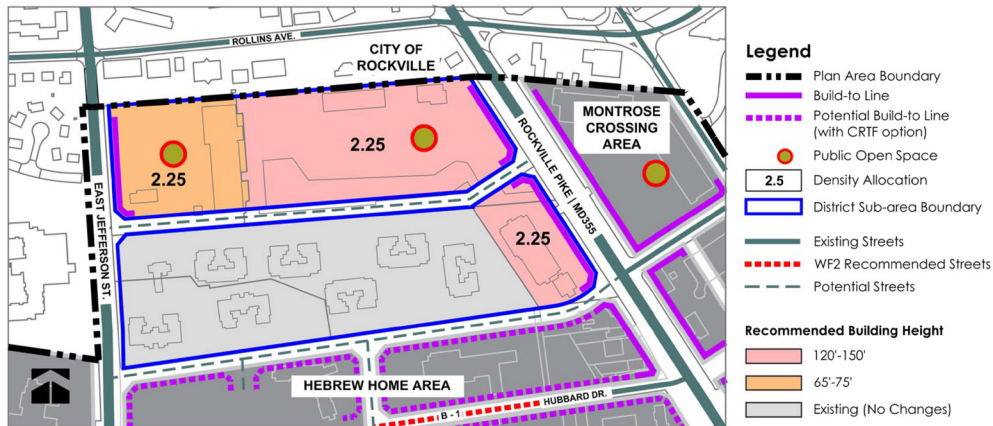 ROLLINS AVE.
CITY OF
ROCKVILLE
MONTROSE
CROSSING
AREA
2.25
2.25
2.25
EAST JEFFERSON ST.
ROCKVILLE PIKE | MD355
HEBREW HOME AREA
B - 1
HUBBARD DR.
Legend
Plan Area Boundary
Build-to Line
Potential Build-to Line
(with CRTF option)
Public Open Space
2.5 Density Allocation
District Sub-area Boundary
Existing Streets
WF2 Recommended Streets
Potential Streets
Recommended Building Height
120'-150'
65'-75'
Existing (No Changes)